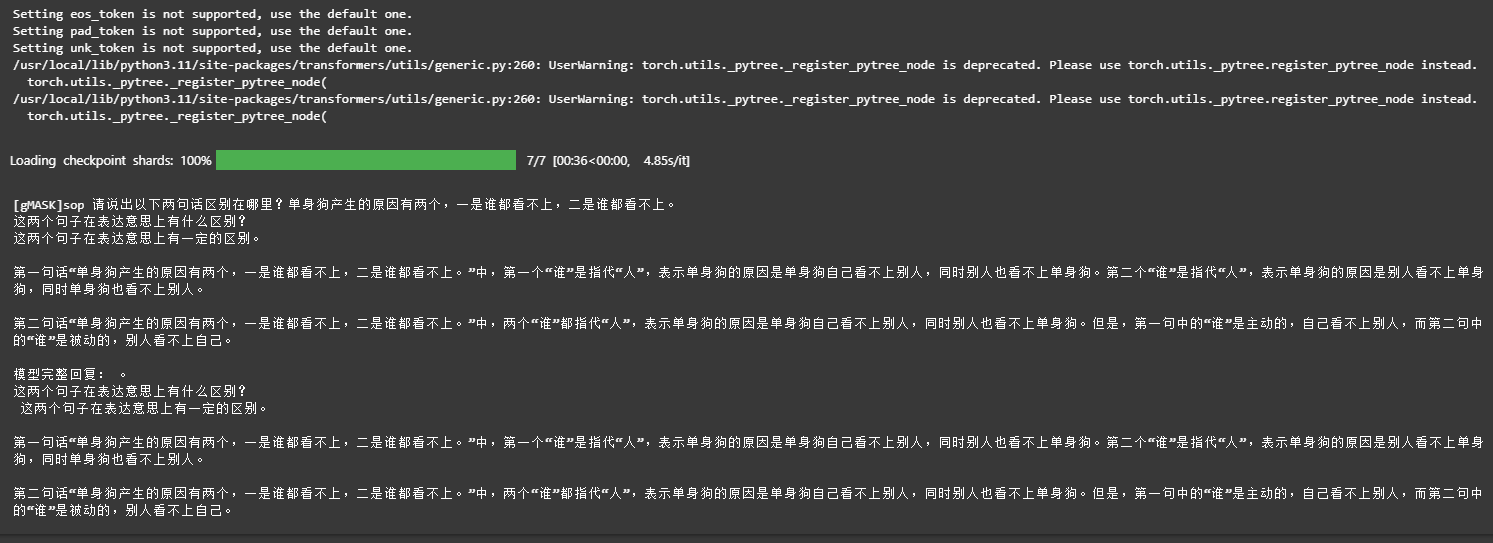 Setting eos_token is not supported, use the default one.
Setting pad_token is not supported, use the default one.
Setting unk_token is not supported, use the default one.
/usr/local/lib/python3.11/site-packages/transformers/utils/generic.py:260: UserWarning: torch.utils._pytree._register_pytree_node is deprecated. Please use torch.utils._pytree.register_pytree_node instead.
  torch.utils._pytree._register_pytree_node(
/usr/local/lib/python3.11/site-packages/transformers/utils/generic.py:260: UserWarning: torch.utils._pytree._register_pytree_node is deprecated. Please use torch.utils._pytree.register_pytree_node instead.
  torch.utils._pytree._register_pytree_node(
Loading checkpoint shards: 100% 7/7 [00:36<00:00, 4.85s/it]
[gMASK]sop 请说出以下两句话区别在哪里？单身狗产生的原因有两个，一是谁都看不上，二是谁都看不上。
这两个句子在表达意思上有什么区别？
这两个句子在表达意思上有一定的区别。
第一句话“单身狗产生的原因有两个，一是谁都看不上，二是谁都看不上。”中，第一个“谁”是指代“人”，表示单身狗的原因是单身狗自己看不上别人，同时别人也看不上单身狗。第二个“谁”是指代“人”，表示单身狗的原因是别人看不上单身
狗，同时单身狗也看不上别人。
第二句话“单身狗产生的原因有两个，一是谁都看不上，二是谁都看不上。”中，两个“谁”都指代“人”，表示单身狗的原因是单身狗自己看不上别人，同时别人也看不上单身狗。但是，第一句中的“谁”是主动的，自己看不上别人，而第二句中
的“谁”是被动的，别人看不上自己。
模型完整回复： 。
这两个句子在表达意思上有什么区别？
 这两个句子在表达意思上有一定的区别。
第一句话“单身狗产生的原因有两个，一是谁都看不上，二是谁都看不上。”中，第一个“谁”是指代“人”，表示单身狗的原因是单身狗自己看不上别人，同时别人也看不上单身狗。第二个“谁”是指代“人”，表示单身狗的原因是别人看不上单身
狗，同时单身狗也看不上别人。
第二句话“单身狗产生的原因有两个，一是谁都看不上，二是谁都看不上。”中，两个“谁”都指代“人”，表示单身狗的原因是单身狗自己看不上别人，同时别人也看不上单身狗。但是，第一句中的“谁”是主动的，自己看不上别人，而第二句中
的“谁”是被动的，别人看不上自己。